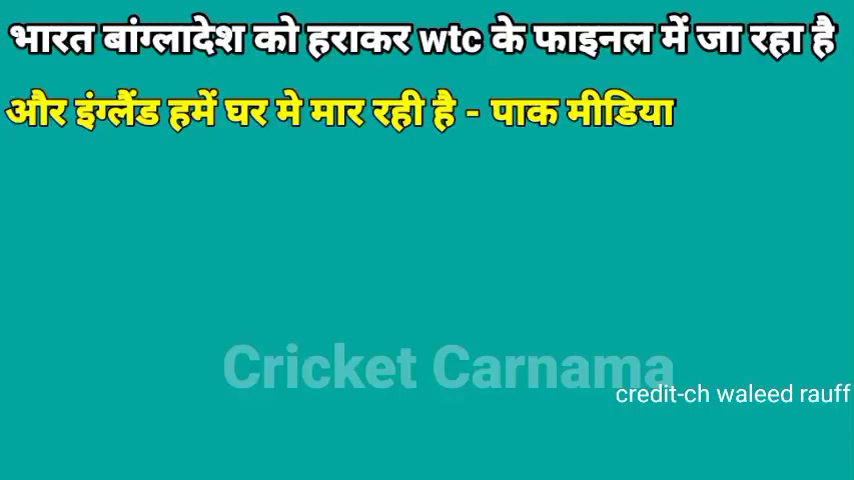 भारत बांग्लादेश को हराकर wtc के फाइनल में जा रहा है
और इंग्लैंड हमें घर मे मार रही है - पाक मीडिया
Cricket Carnama
credit-ch waleed rauff